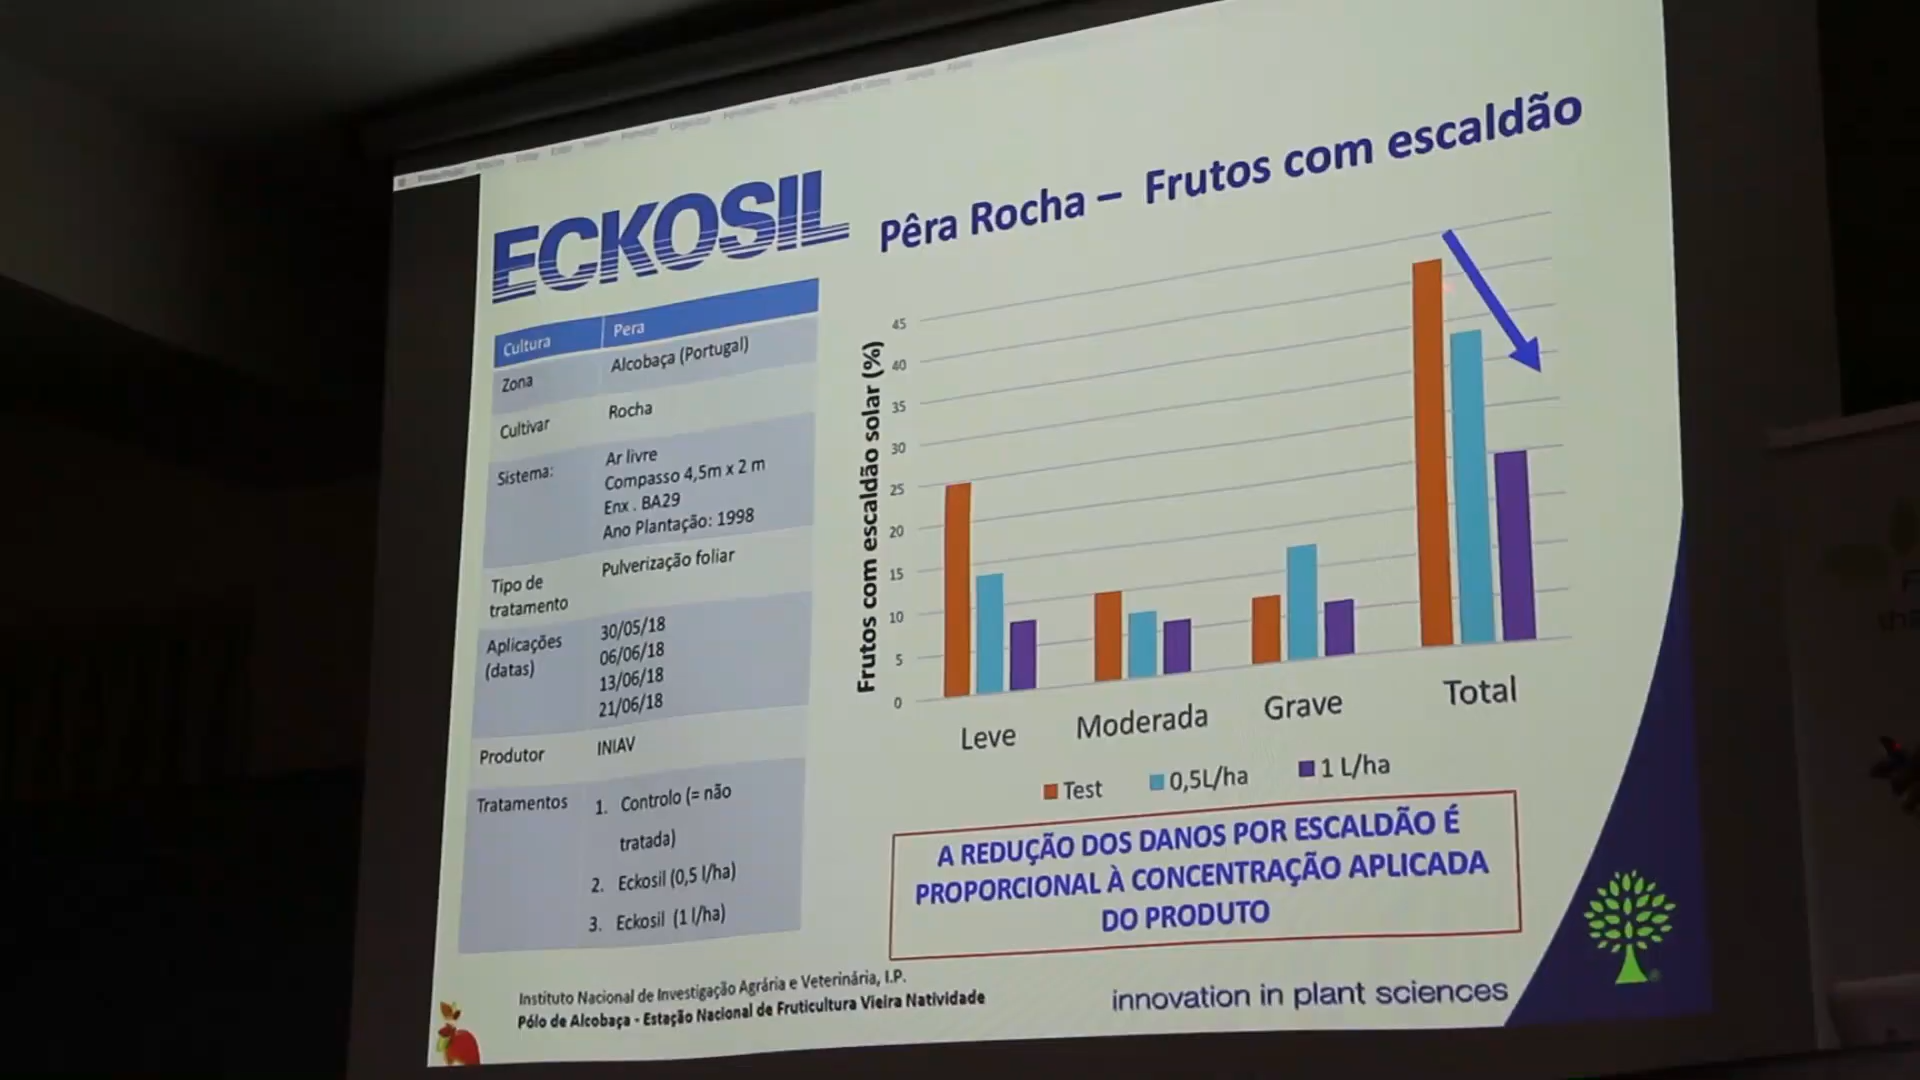 ECKOSIL
Pêra Rocha – Frutos com escaldão
Cultura Pera
Zona Alcobaça (Portugal)
Cultivar Rocha
Sistema: Ar livre
Compasso 4,5m x 2 m
Enx . BA29
Ano Plantação: 1998
Tipo de tratamento Pulverização foliar
Aplicações (datas) 30/05/18
06/06/18
13/06/18
21/06/18
Produtor INIAV
Tratamentos 1. Controlo (= não
tratada)
2. Eckosil (0,5 l/ha)
3. Eckosil (1 l/ha)
Frutos com escaldão solar (%)
45
40
35
30
25
20
15
10
5
0
Leve Moderada Grave Total
Test 0,5L/ha 1 L/ha
A REDUÇÃO DOS DANOS POR ESCALDÃO É
PROPORCIONAL À CONCENTRAÇÃO APLICADA
DO PRODUTO
Instituto Nacional de Investigação Agrária e Veterinária, I.P.
Pólo de Alcobaça - Estação Nacional de Fruticultura Vieira Natividade
innovation in plant sciences